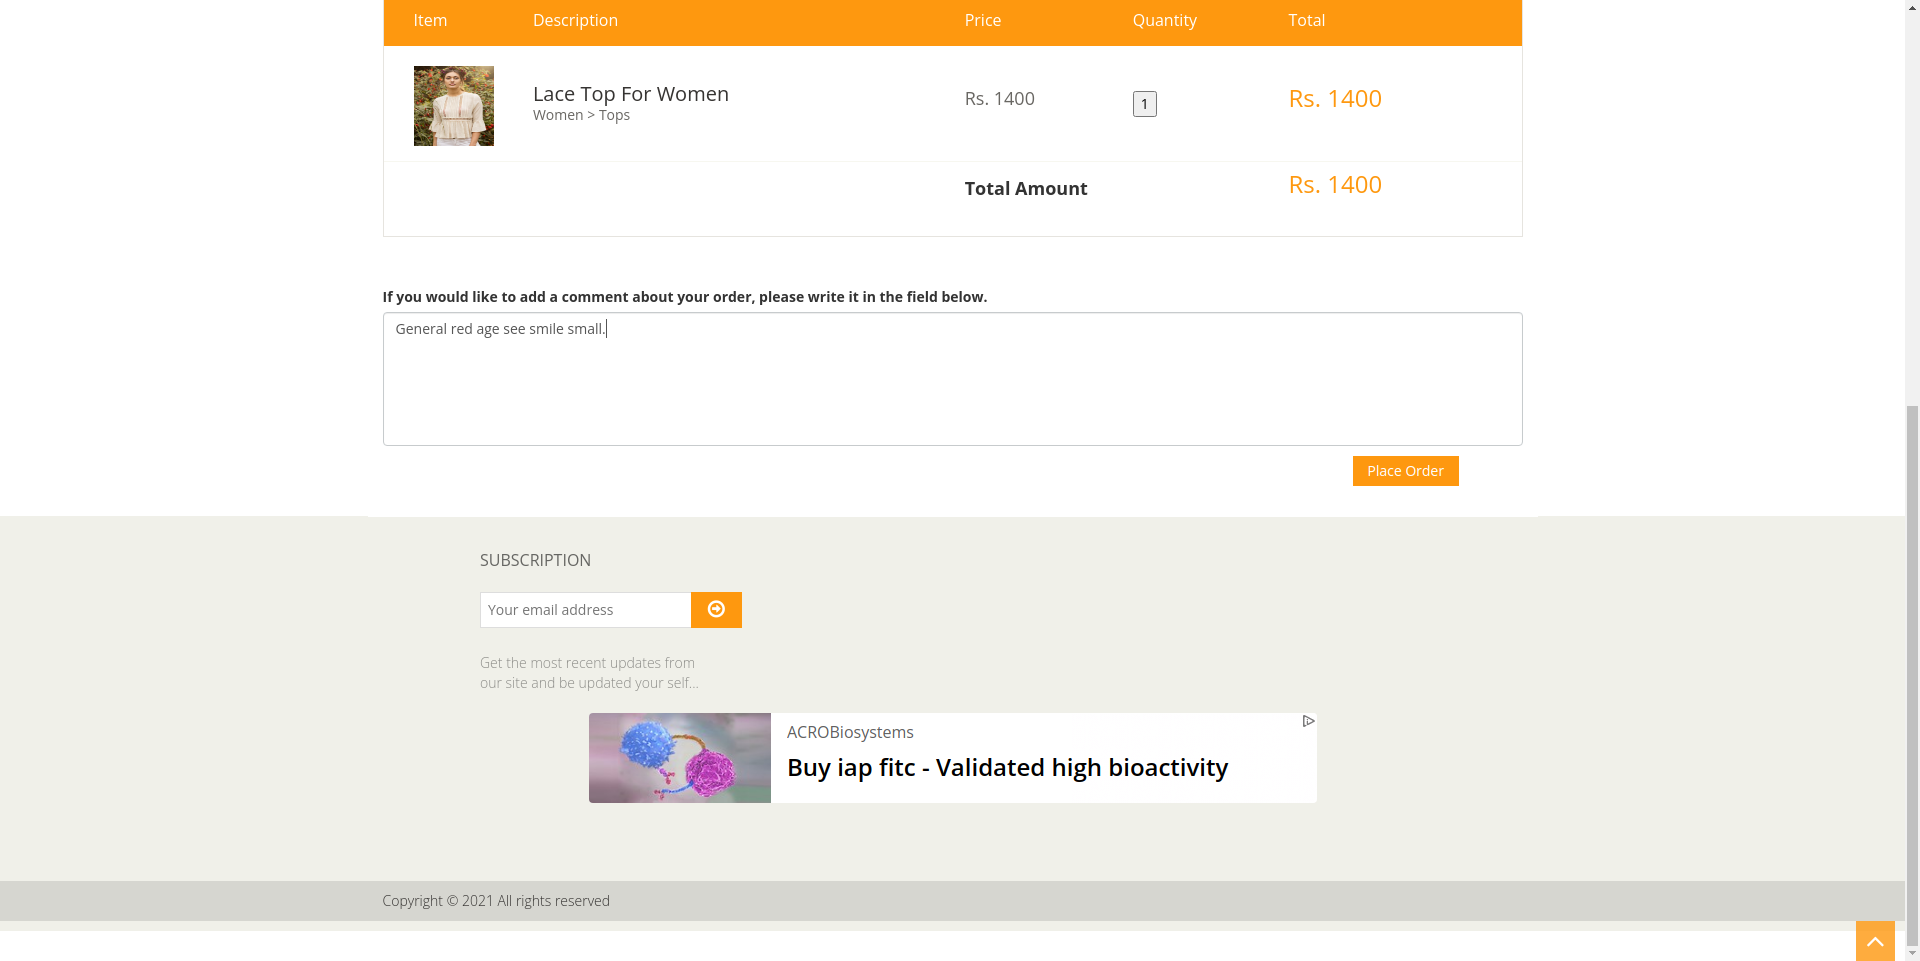 Item Description Price Quantity Total
Lace Top For Women
Women > Tops
Rs. 1400
1
Rs. 1400
Total Amount Rs. 1400
If you would like to add a comment about your order, please write it in the field below.
General red age see smile small.
Place Order
SUBSCRIPTION
Your email address
Get the most recent updates from
our site and be updated your self...
ACROBiosystems
Buy iap fitc - Validated high bioactivity
Copyright © 2021 All rights reserved